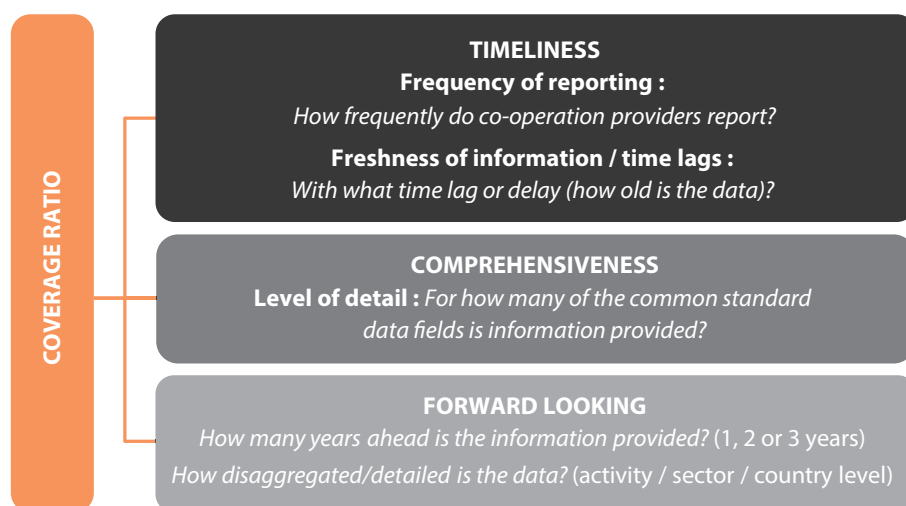 COVERAGE RATIO
TIMELINESS
Frequency of reporting :
How frequently do co-operation providers report?
Freshness of information / time lags :
With what time lag or delay (how old is the data)?
COMPREHENSIVENESS
Level of detail : For how many of the common standard
data fields is information provided?
FORWARD LOOKING
How many years ahead is the information provided? (1, 2 or 3 years)
How disaggregated/detailed is the data? (activity / sector / country level)